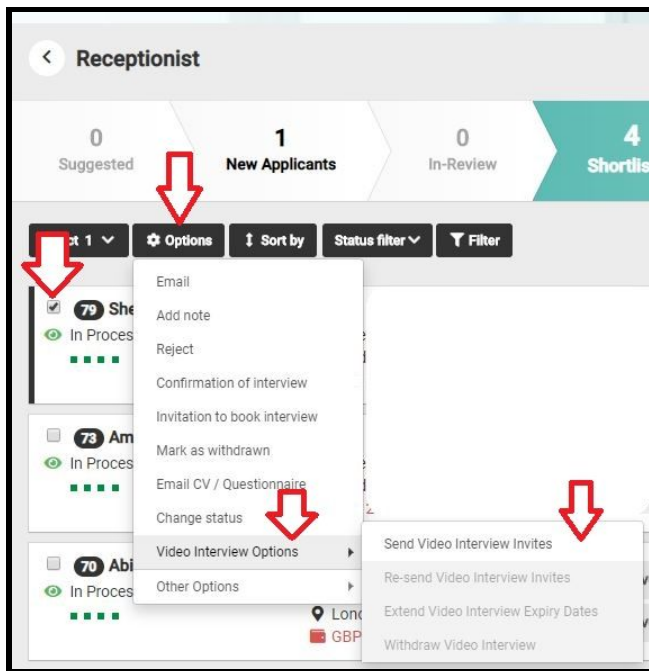 Receptionist
0 1 0 4
Suggested New Applicants In-Review Shortlis
ct 1 Options Sort by Status filter Filter
Email
79 She
Add note
In Proces
Reject
Confirmation of interview
Invitation to book interview
73 Am
Mark as withdrawn
In Proces
Email CV / Questionnaire
Change status
Video Interview Options
Send Video Interview Invites
70 Abi
Re-send Video Interview Invites
Other Options
In Proces
Extend Video Interview Expiry Dates
Lond
GBP
Withdraw Video Interview